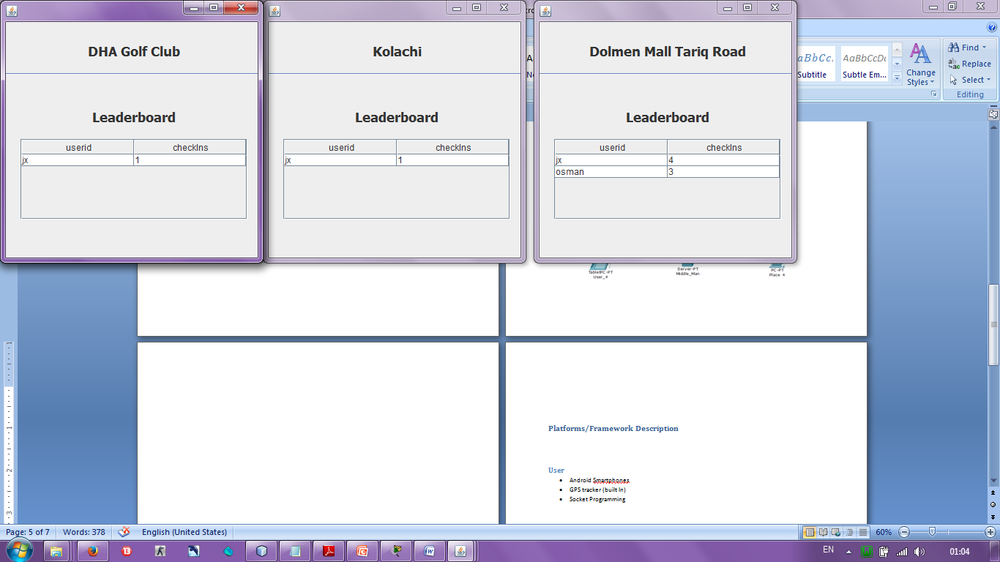 DHA Golf Club
Leaderboard
userid checkIns
jx 1
Kolachi
Leaderboard
userid checkIns
jx 1
Dolmen Mall Tariq Road
Leaderboard
userid checkIns
jx 4
osman 3
AaBbCc.
Subtitle
AaBbCcDc
Subtle Em...
Change
Styles
Find
Replace
Select
Editing
TabletPC-PT
User_4
Server-PT
Middle_Man
PC-PT
Place 4
Platforms/Framework Description
User
• Android Smartphones
• GPS tracker (built In)
• Socket Programming
Page: 5 of 7 Words: 378 English (United States) 60%
13 EN 01:04